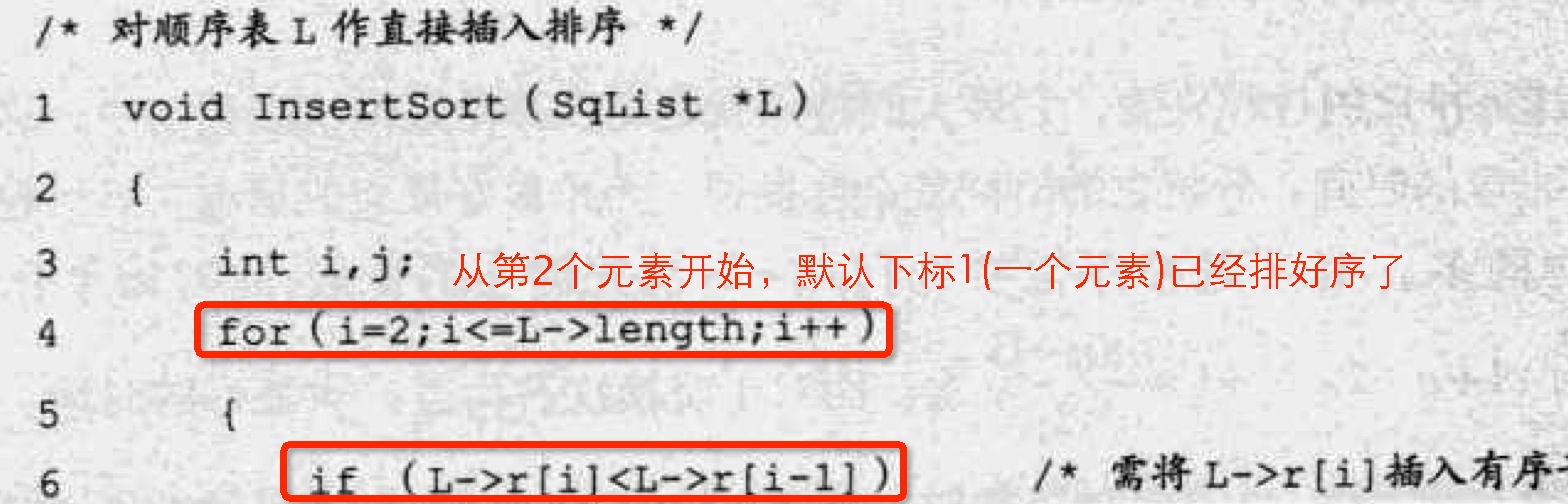 /* 对顺序表 L 作直接插入排序 */
1 void InsertSort(SqList *L)
2 {
3 int i,j; 从第2个元素开始，默认下标1(一个元素)已经排好序了
4 for(i=2;i<=L->length;i++)
5 {
6 if (L->r[i]<L->r[i-1]) /* 需将 L->r[i]插入有序